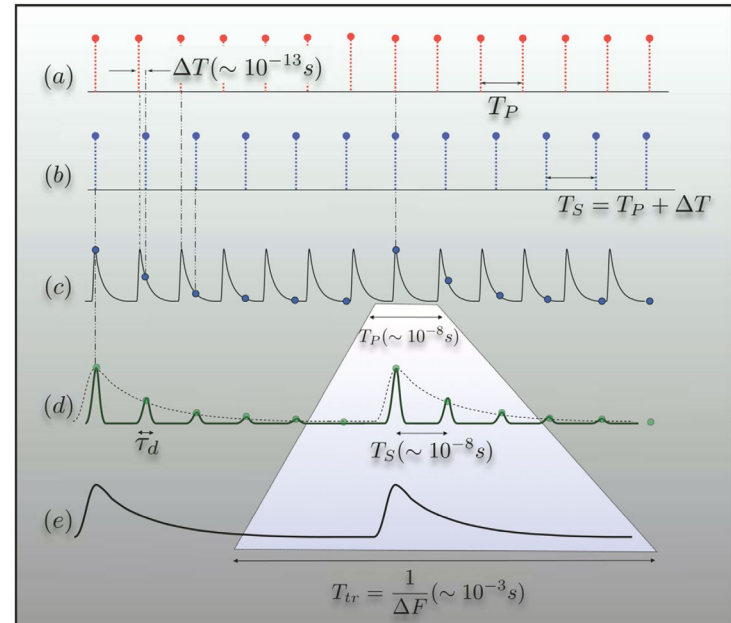 (a)
ΔT(∼ 10⁻¹³s)
T_P
(b)
T_S = T_P + ΔT
(c)
T_P(∼ 10⁻⁸s)
(d)
τ_d
T_S(∼ 10⁻⁸s)
(e)
T_tr = 1/ΔF (∼ 10⁻³s)